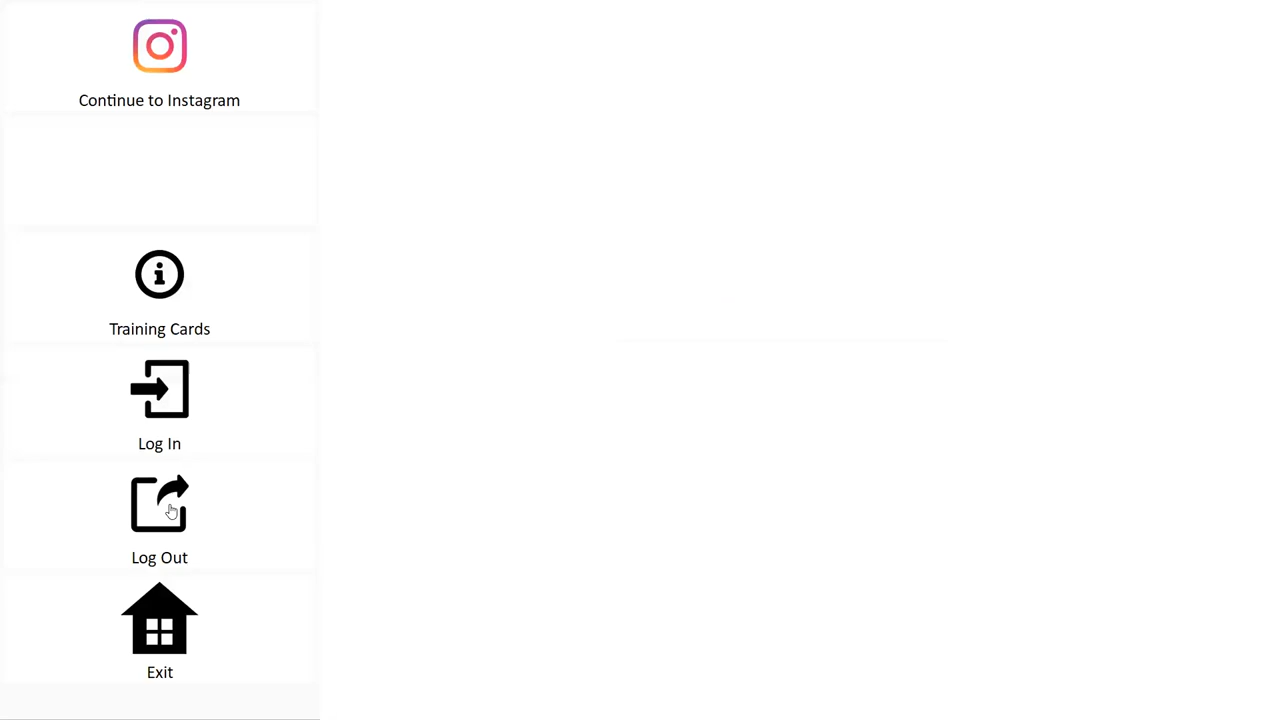 Continue to Instagram
Training Cards
Log In
Log Out
Exit